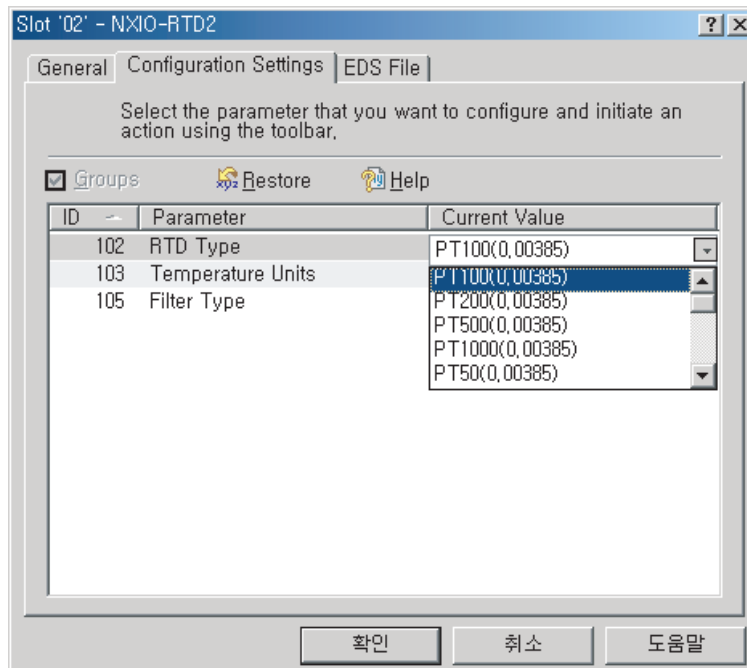 Slot '02' - NXIO-RTD2
General Configuration Settings EDS File
Select the parameter that you want to configure and initiate an
action using the toolbar,
Groups Restore Help
ID Parameter Current Value
102 RTD Type PT100(0,00385)
103 Temperature Units PT100(0,00385)
105 Filter Type PT200(0,00385)
PT500(0,00385)
PT1000(0,00385)
PT50(0,00385)
확인 취소 도움말